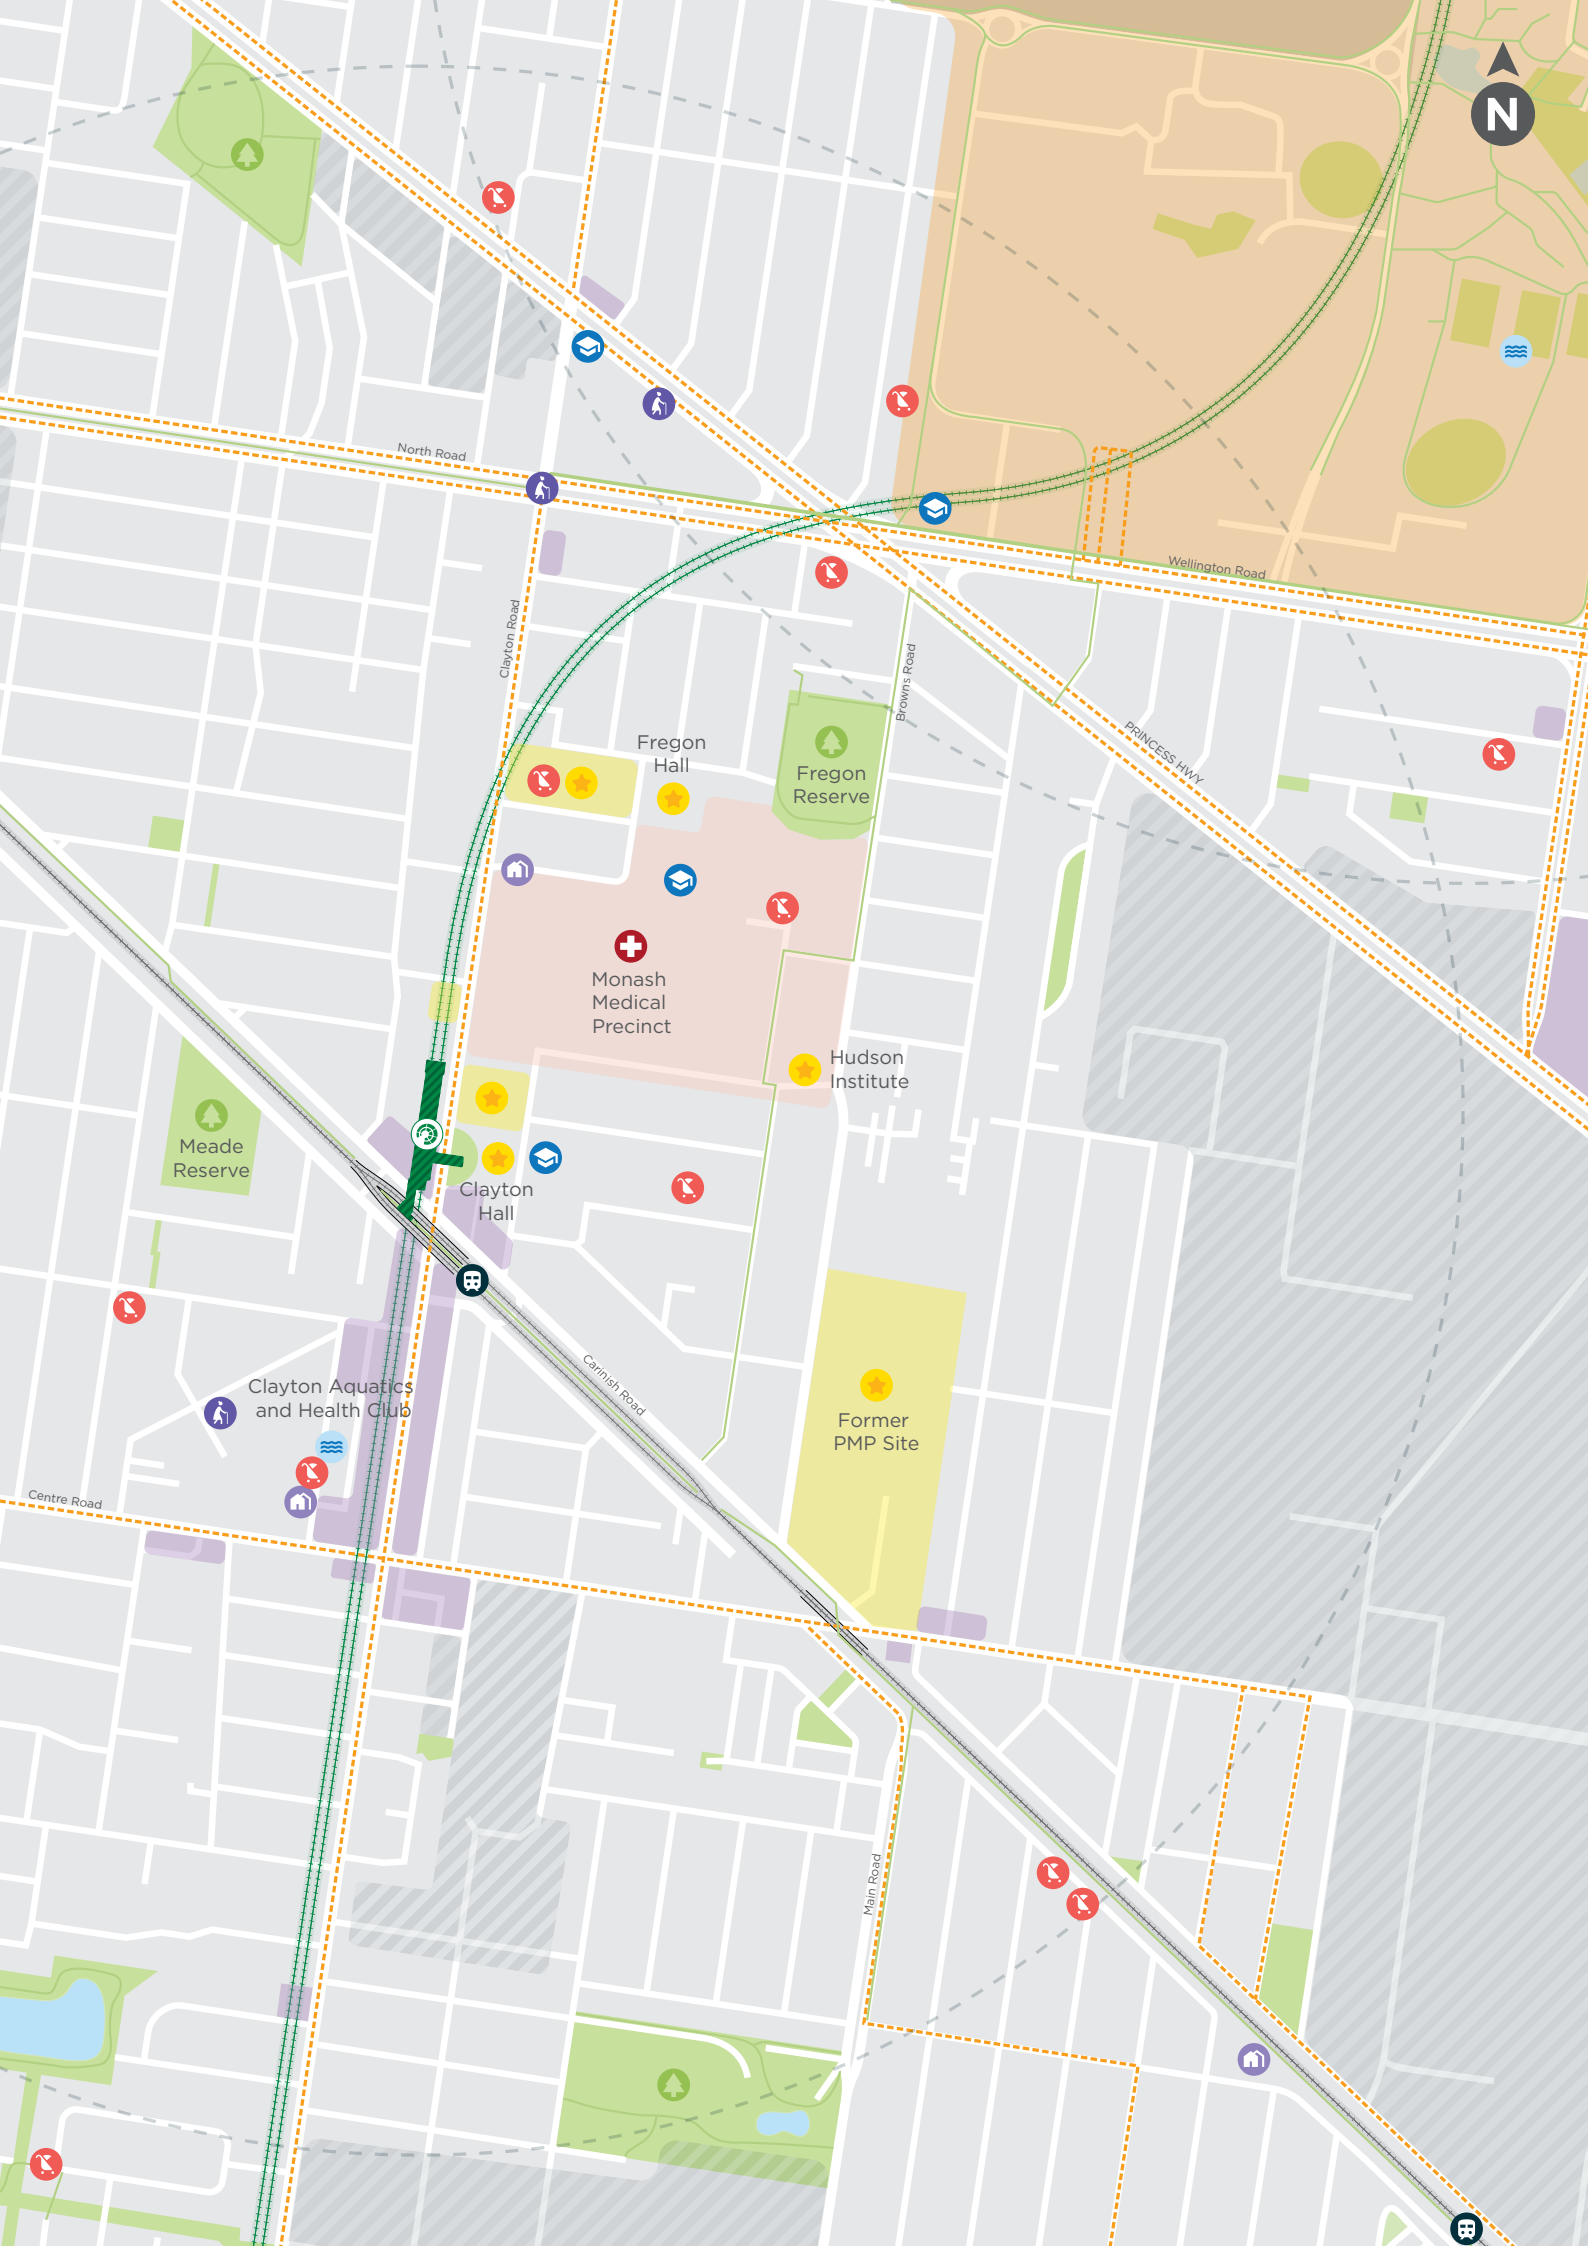 N
North Road
Wellington Road
Clayton Road
Browns Road
PRINCESS HWY
Fregon
Hall
Fregon
Reserve
Monash
Medical
Precinct
Hudson
Institute
Meade
Reserve
Clayton
Hall
Carinish Road
Clayton Aquatics
and Health Club
Former
PMP Site
Centre Road
Main Road